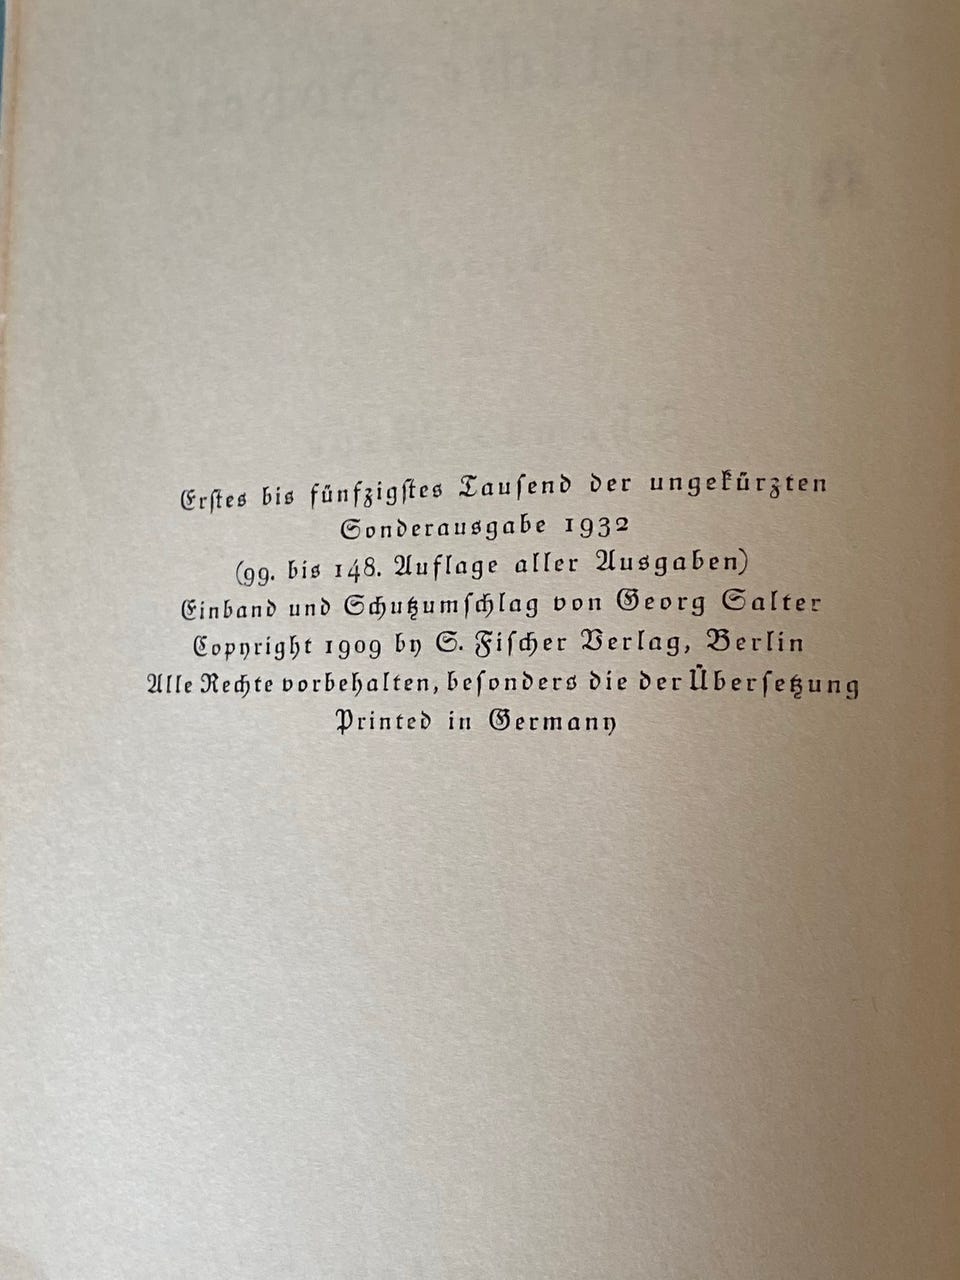 Erstes bis fünfzigstes Tausend der ungekürzten
Sonderausgabe 1932
(99. bis 148. Auflage aller Ausgaben)
Einband und Schutzumschlag von Georg Salter
Copyright 1909 by S. Fischer Verlag, Berlin
Alle Rechte vorbehalten, besonders die der Übersetzung
Printed in Germany